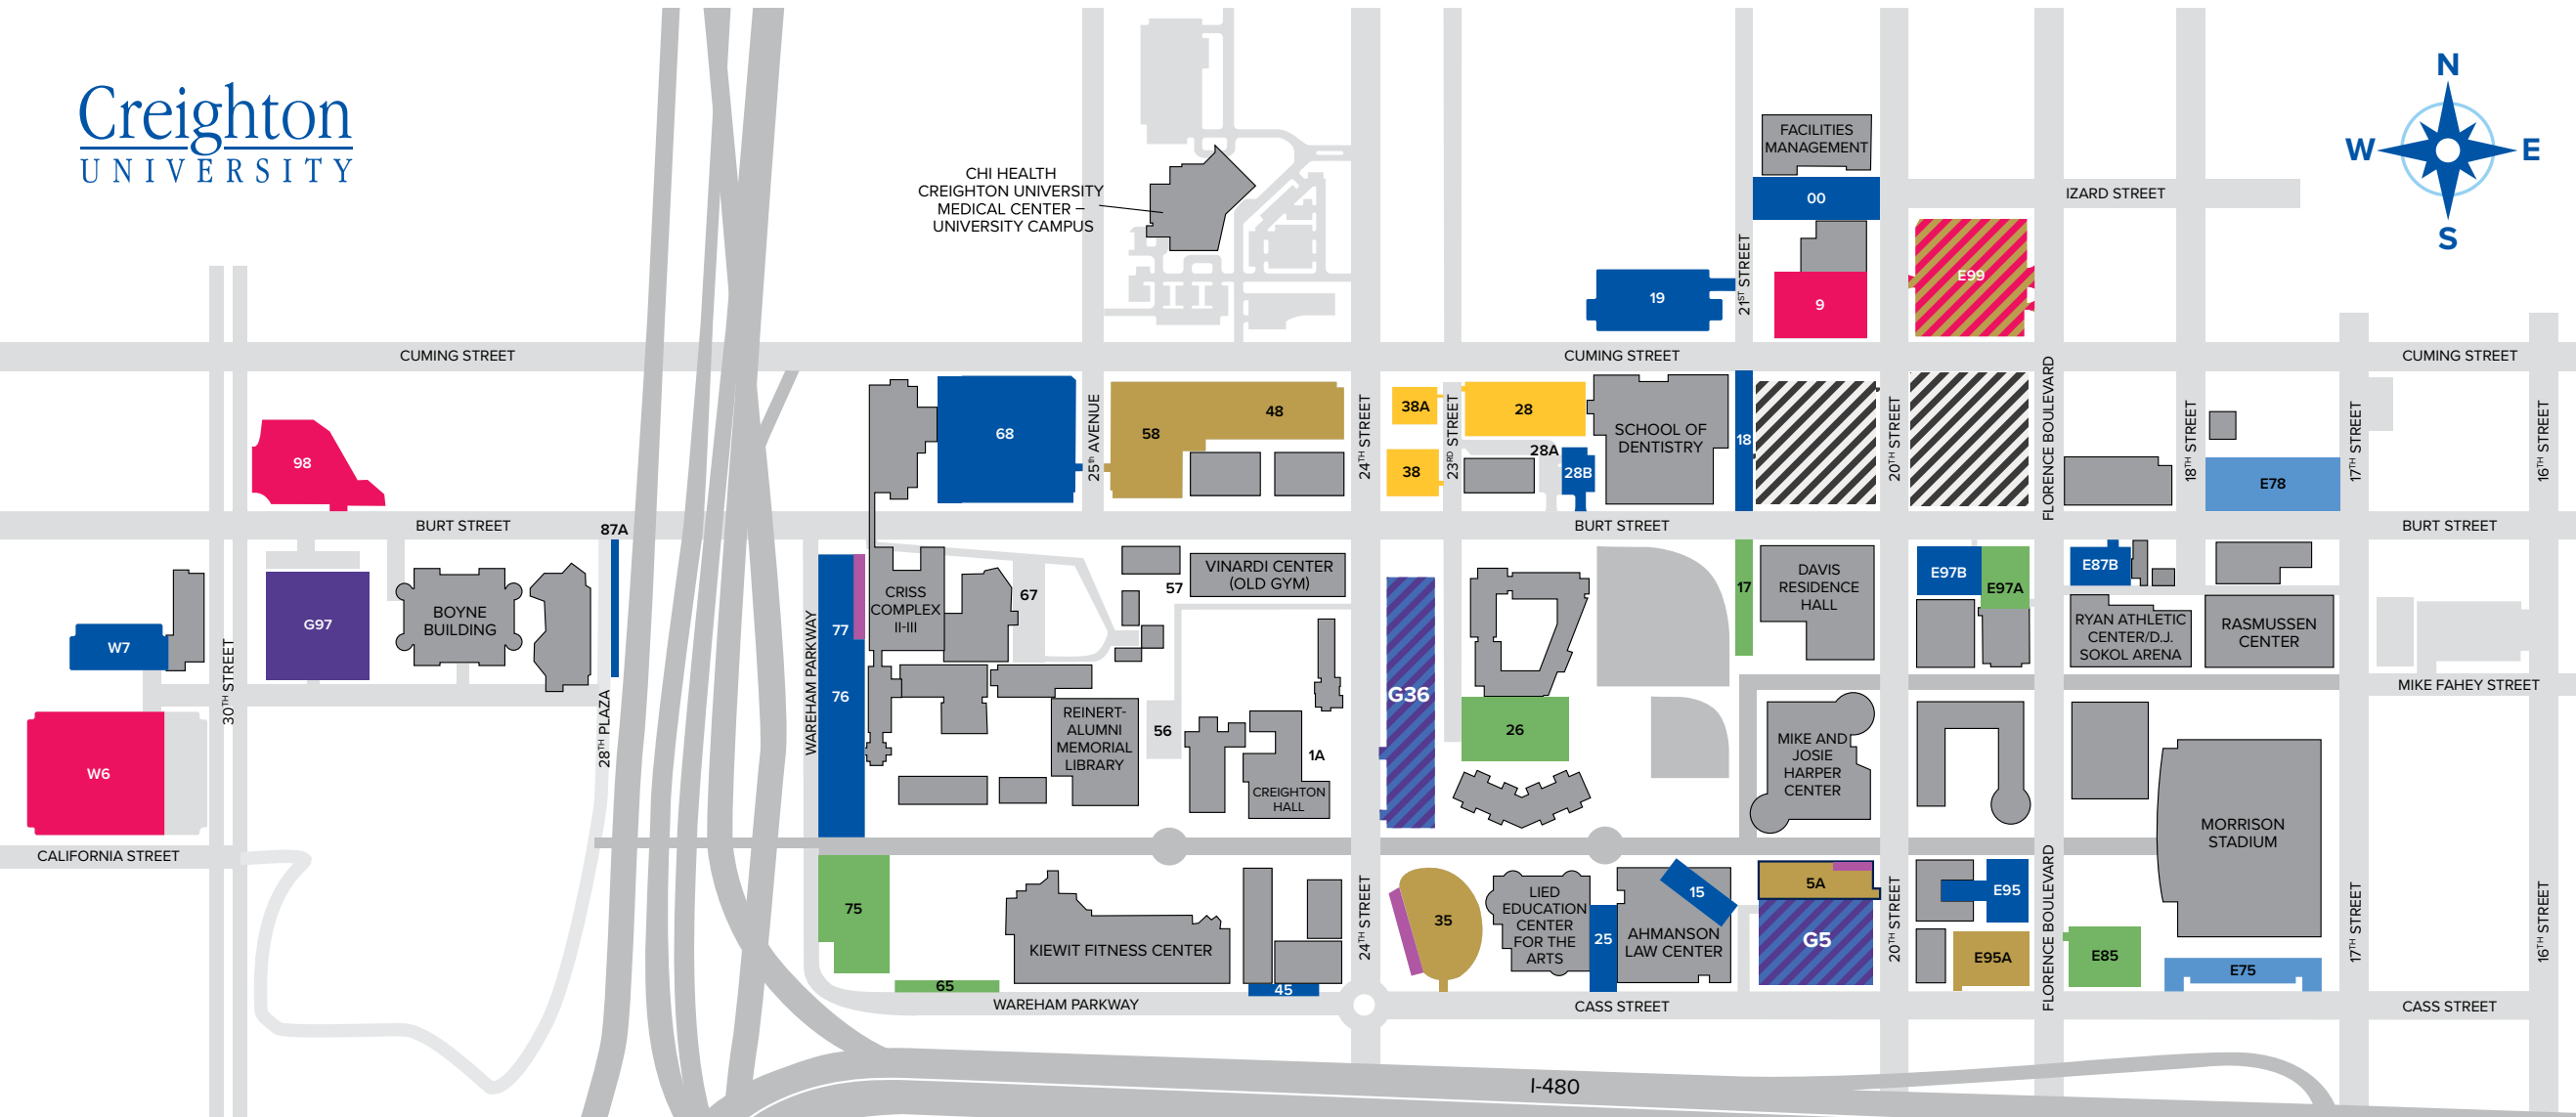 Creighton
UNIVERSITY
N
W
E
S
CHI HEALTH
CREIGHTON UNIVERSITY
MEDICAL CENTER –
UNIVERSITY CAMPUS
FACILITIES
MANAGEMENT
00
IZARD STREET
21ST STREET
19
9
E99
CUMING STREET
CUMING STREET
CUMING STREET
98
68
25th AVENUE
58
48
24TH STREET
38A
38
23RD STREET
28
28A
28B
SCHOOL OF
DENTISTRY
18
20TH STREET
FLORENCE BOULEVARD
18TH STREET
E78
17TH STREET
16TH STREET
BURT STREET
87A
BURT STREET
BURT STREET
W7
30TH STREET
G97
BOYNE
BUILDING
28TH PLAZA
WAREHAM PARKWAY
77
76
CRISS
COMPLEX
II-III
67
57
VINARDI CENTER
(OLD GYM)
17
DAVIS
RESIDENCE
HALL
E97B
E97A
E87B
RYAN ATHLETIC
CENTER/D.J.
SOKOL ARENA
RASMUSSEN
CENTER
MIKE FAHEY STREET
W6
REINERT-
ALUMNI
MEMORIAL
LIBRARY
56
1A
CREIGHTON
HALL
G36
26
MIKE AND
JOSIE
HARPER
CENTER
MORRISON
STADIUM
CALIFORNIA STREET
75
65
KIEWIT FITNESS CENTER
45
24TH STREET
35
LIED
EDUCATION
CENTER
FOR THE
ARTS
25
15
AHMANSON
LAW CENTER
5A
G5
20TH STREET
E95
E95A
FLORENCE BOULEVARD
E85
E75
17TH STREET
16TH STREET
WAREHAM PARKWAY
CASS STREET
CASS STREET
I-480